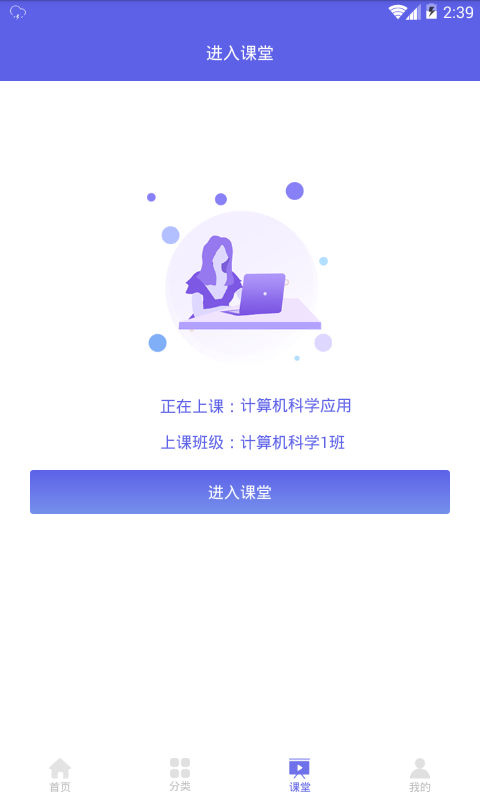 2:39
进入课堂
正在上课：计算机科学应用
上课班级：计算机科学1班
进入课堂
首页
分类
课堂
我的